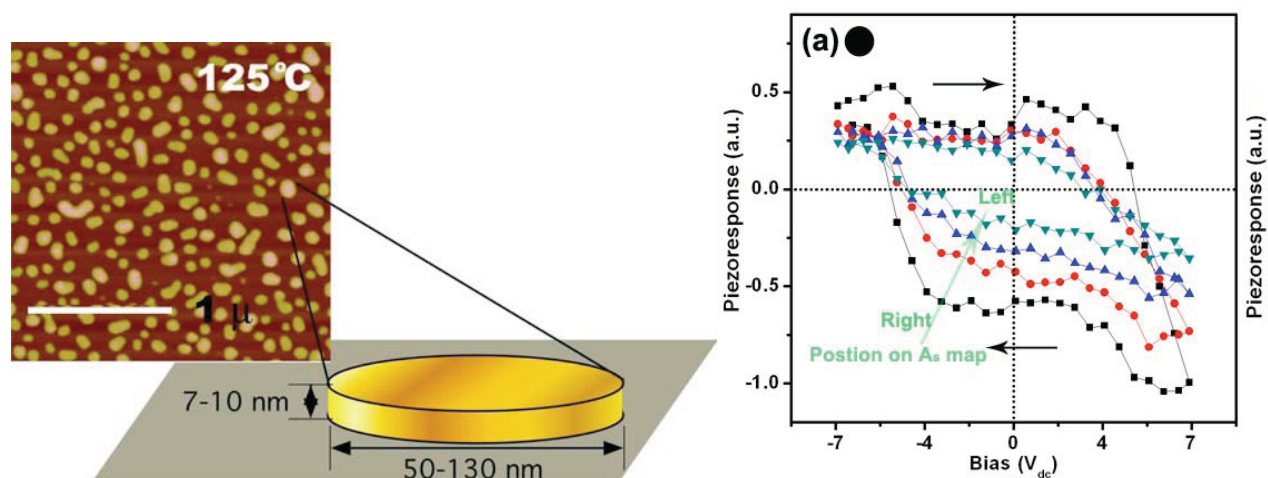 125°C
1 μ
7-10 nm
50-130 nm
(a)
Piezoresponse (a.u.)
0.5
0.0
-0.5
-1.0
Left
Right
Postion on As map
-7 -4 0 4 7
Bias (Vdc)
Piezoresponse (a.u.)